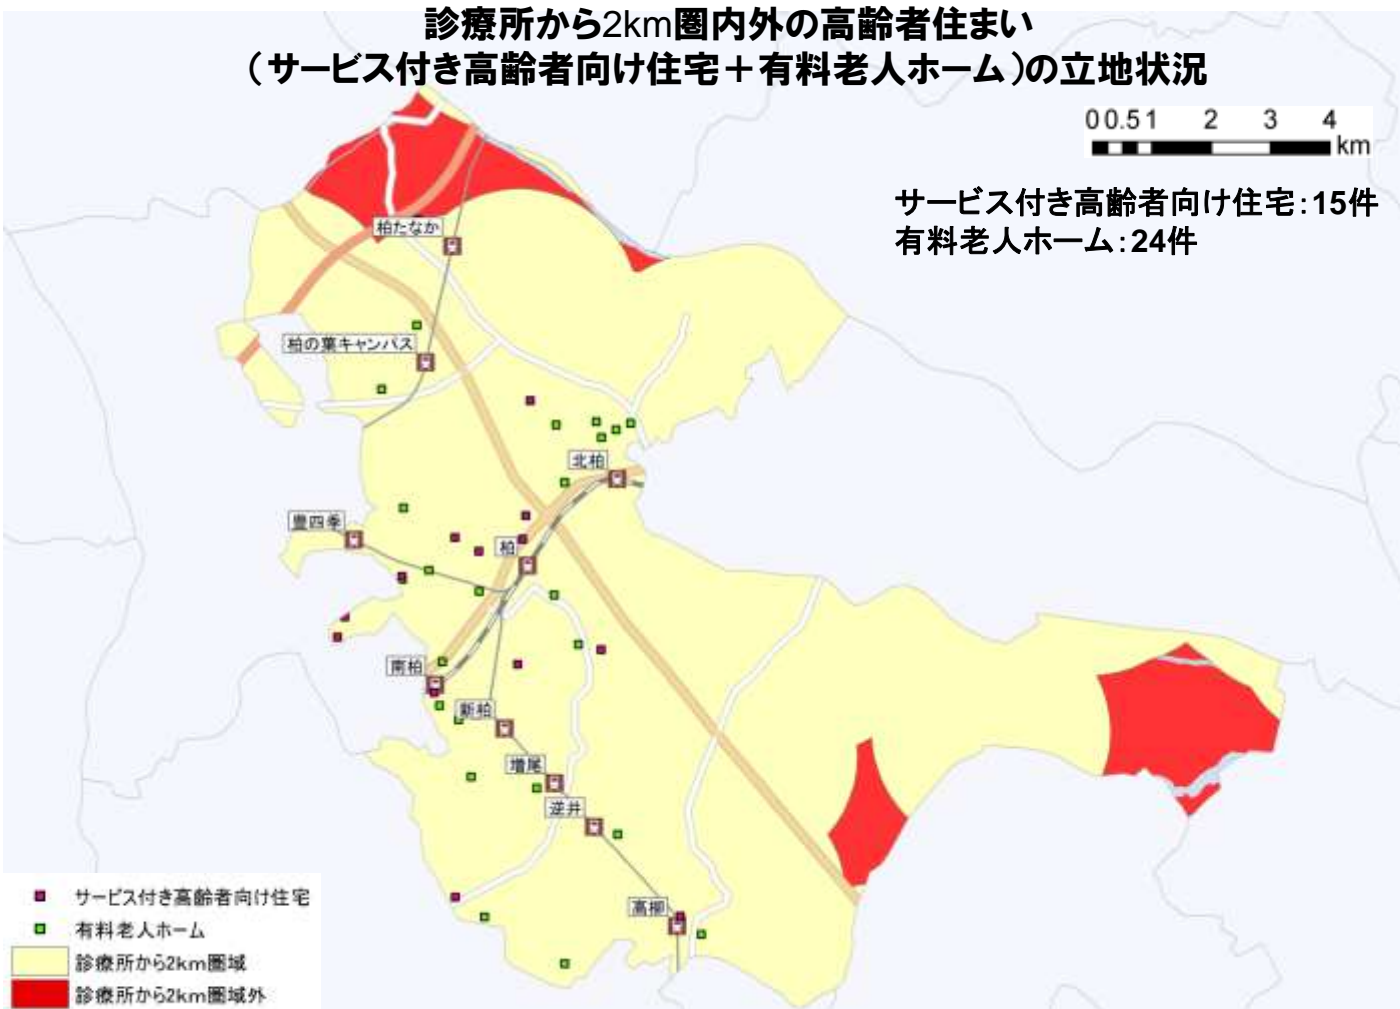 診療所から2km圏内外の高齢者住まい
（サービス付き高齢者向け住宅＋有料老人ホーム）の立地状況
0 0.5 1 2 3 4
km
サービス付き高齢者向け住宅：15件
有料老人ホーム：24件
柏たなか
柏の葉キャンパス
北柏
豊四季
柏
南柏
新柏
増尾
逆井
高柳
サービス付き高齢者向け住宅
有料老人ホーム
診療所から2km圏域
診療所から2km圏域外